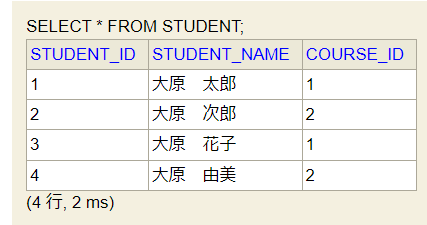 SELECT * FROM STUDENT;
STUDENT_ID STUDENT_NAME COURSE_ID
1 大原　太郎 1
2 大原　次郎 2
3 大原　花子 1
4 大原　由美 2
(4 行, 2 ms)